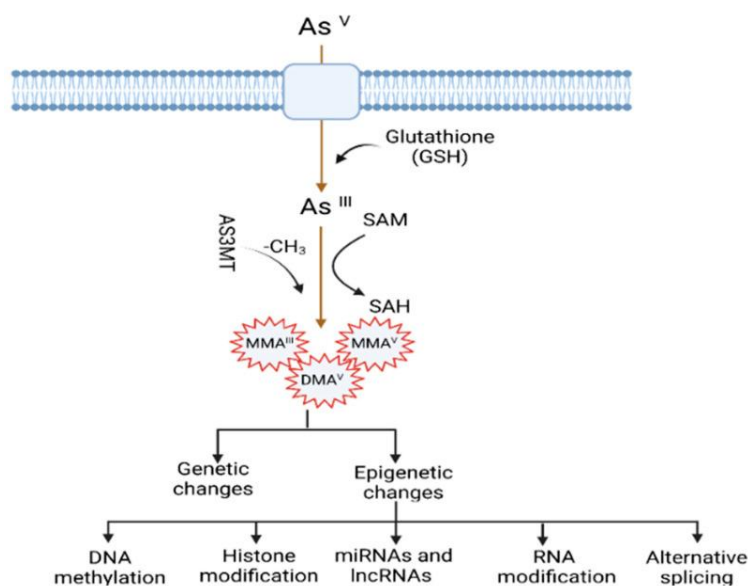 As V
Glutathione
(GSH)
As III
SAM
AS3MT
-CH3
SAH
MMAIII
MMAV
DMAV
Genetic
changes
Epigenetic
changes
DNA
methylation
Histone
modification
miRNAs and
lncRNAs
RNA
modification
Alternative
splicing